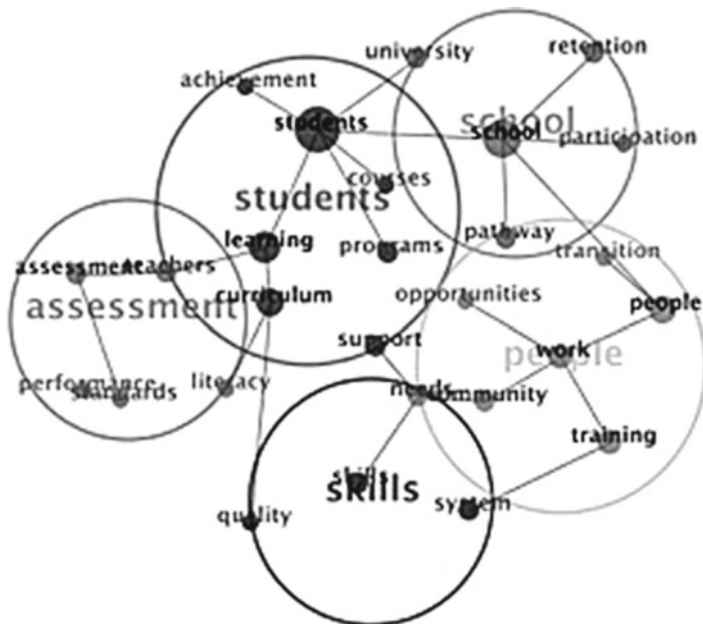 university
retention
achievement
students
school
school
participation
courses
students
learning
programs
pathway
transition
assessment
teachers
curriculum
opportunities
people
assessment
support
work
people
performance
standards
literacy
needs
community
training
skills
skills
system
quality